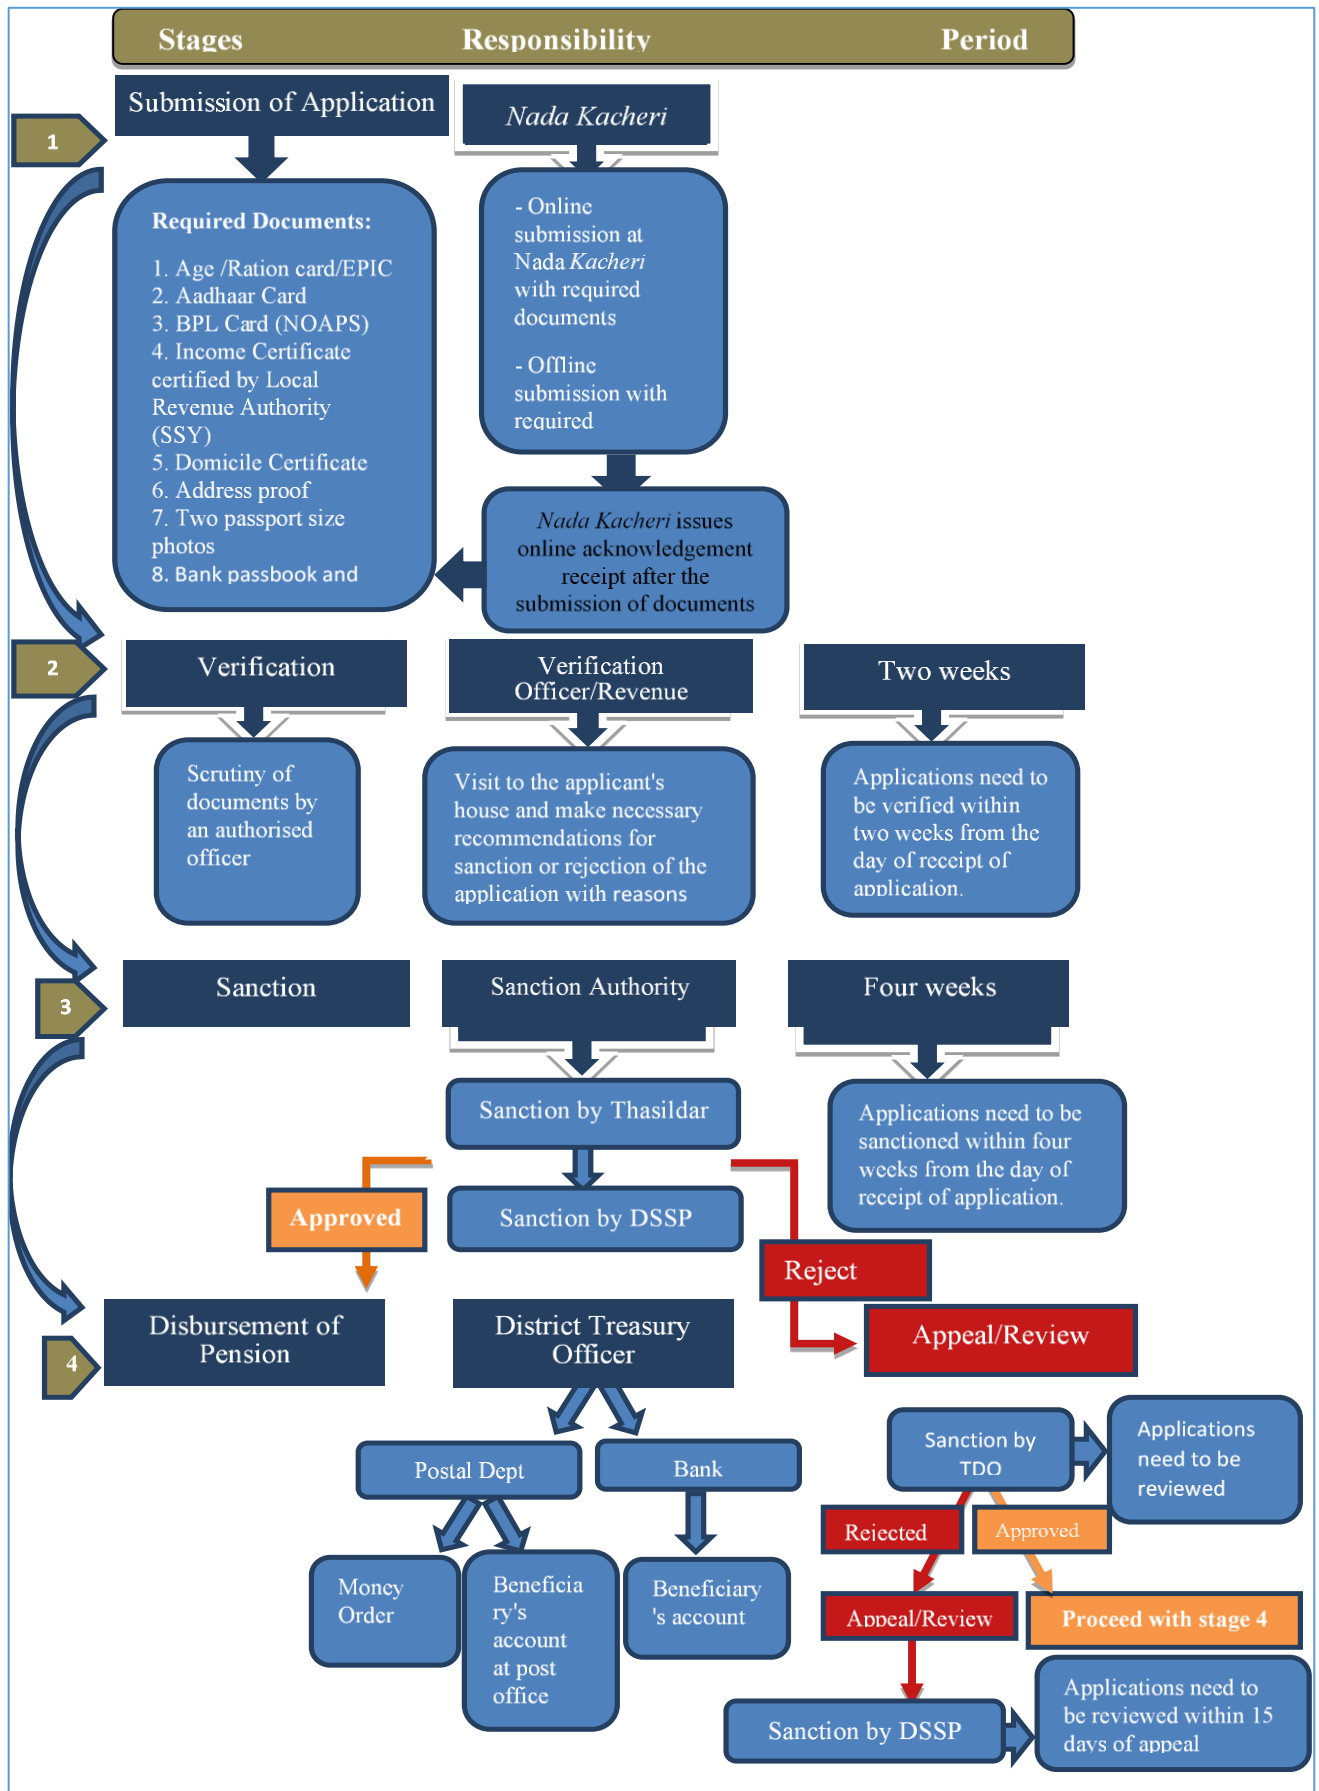 Stages Responsibility Period
Submission of Application
Nada Kacheri
1
Required Documents:
1. Age /Ration card/EPIC
2. Aadhaar Card
3. BPL Card (NOAPS)
4. Income Certificate
certified by Local
Revenue Authority
(SSY)
5. Domicile Certificate
6. Address proof
7. Two passport size
photos
8. Bank passbook and
- Online
submission at
Nada Kacheri
with required
documents
- Offline
submission with
required
Nada Kacheri issues
online acknowledgement
receipt after the
submission of documents
2
Verification
Verification
Officer/Revenue
Two weeks
Scrutiny of
documents by
an authorised
officer
Visit to the applicant's
house and make necessary
recommendations for
sanction or rejection of the
application with reasons
Applications need to
be verified within
two weeks from the
day of receipt of
application.
3
Sanction
Sanction Authority
Four weeks
Sanction by Thasildar
Applications need to be
sanctioned within four
weeks from the day of
receipt of application.
Approved
Sanction by DSSP
Reject
Appeal/Review
4
Disbursement of
Pension
District Treasury
Officer
Postal Dept
Bank
Money
Order
Beneficia
ry's
account
at post
office
Beneficiary
's account
Sanction by
TDO
Applications
need to be
reviewed
Rejected
Approved
Appeal/Review
Proceed with stage 4
Sanction by DSSP
Applications need to
be reviewed within 15
days of appeal